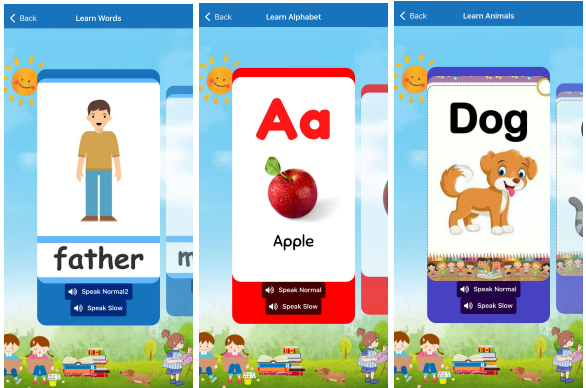 Back Learn Words
father
m
Speak Normal2
Speak Slow
Back Learn Alphabet
Aa
Apple
Speak Normal
Speak Slow
Back Learn Animals
Dog
Speak Normal
Speak Slow